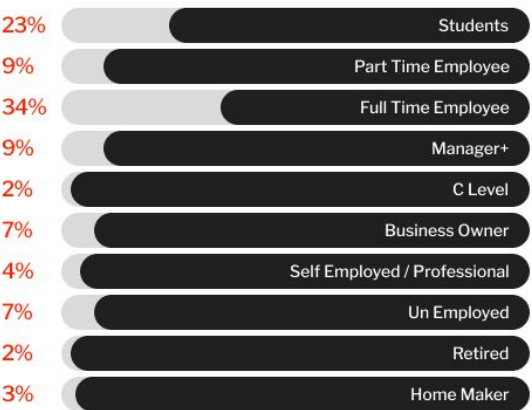 23% Students
9% Part Time Employee
34% Full Time Employee
9% Manager+
2% C Level
7% Business Owner
4% Self Employed / Professional
7% Un Employed
2% Retired
3% Home Maker